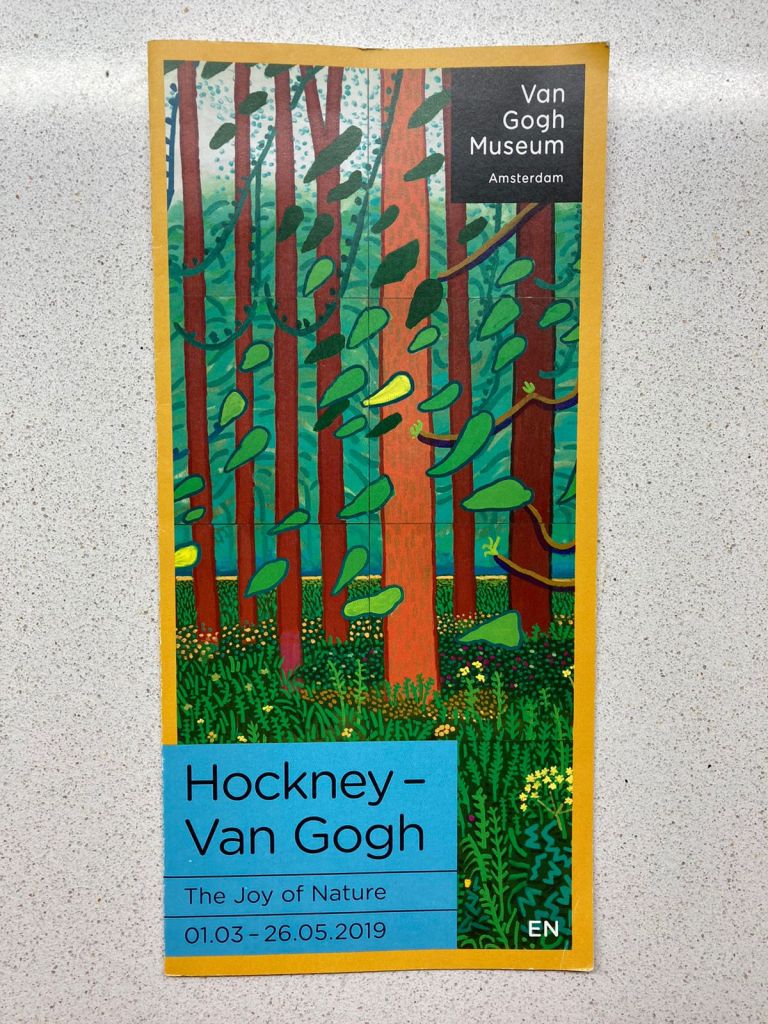 Van
Gogh
Museum
Amsterdam
Hockney –
Van Gogh
The Joy of Nature
01.03 – 26.05.2019
EN